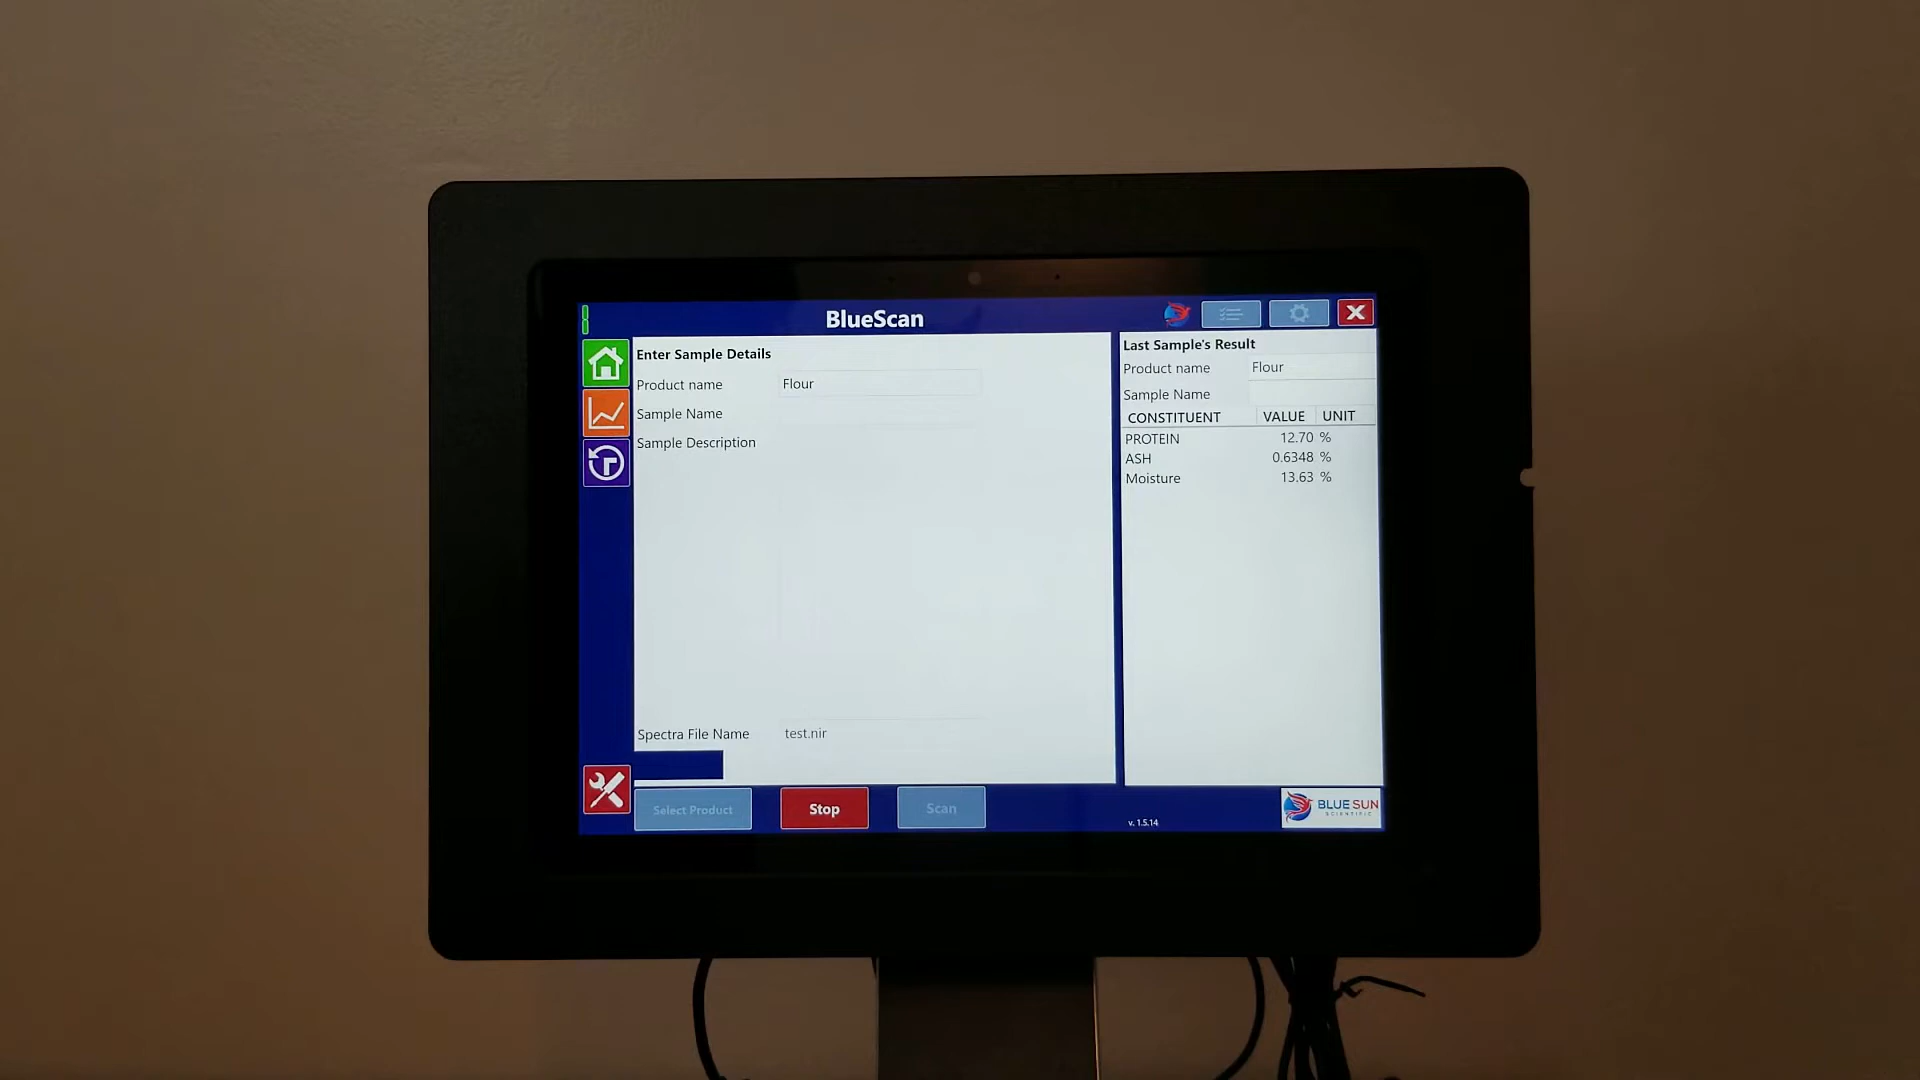 BlueScan
Enter Sample Details
Product name Flour
Sample Name
Sample Description
Spectra File Name test.nir
Select Product
Stop
Scan
Last Sample's Result
Product name Flour
Sample Name
CONSTITUENT VALUE UNIT
PROTEIN 12.70 %
ASH 0.6348 %
Moisture 13.63 %
v. 1.5.14
BLUE SUN
SCIENTIFIC